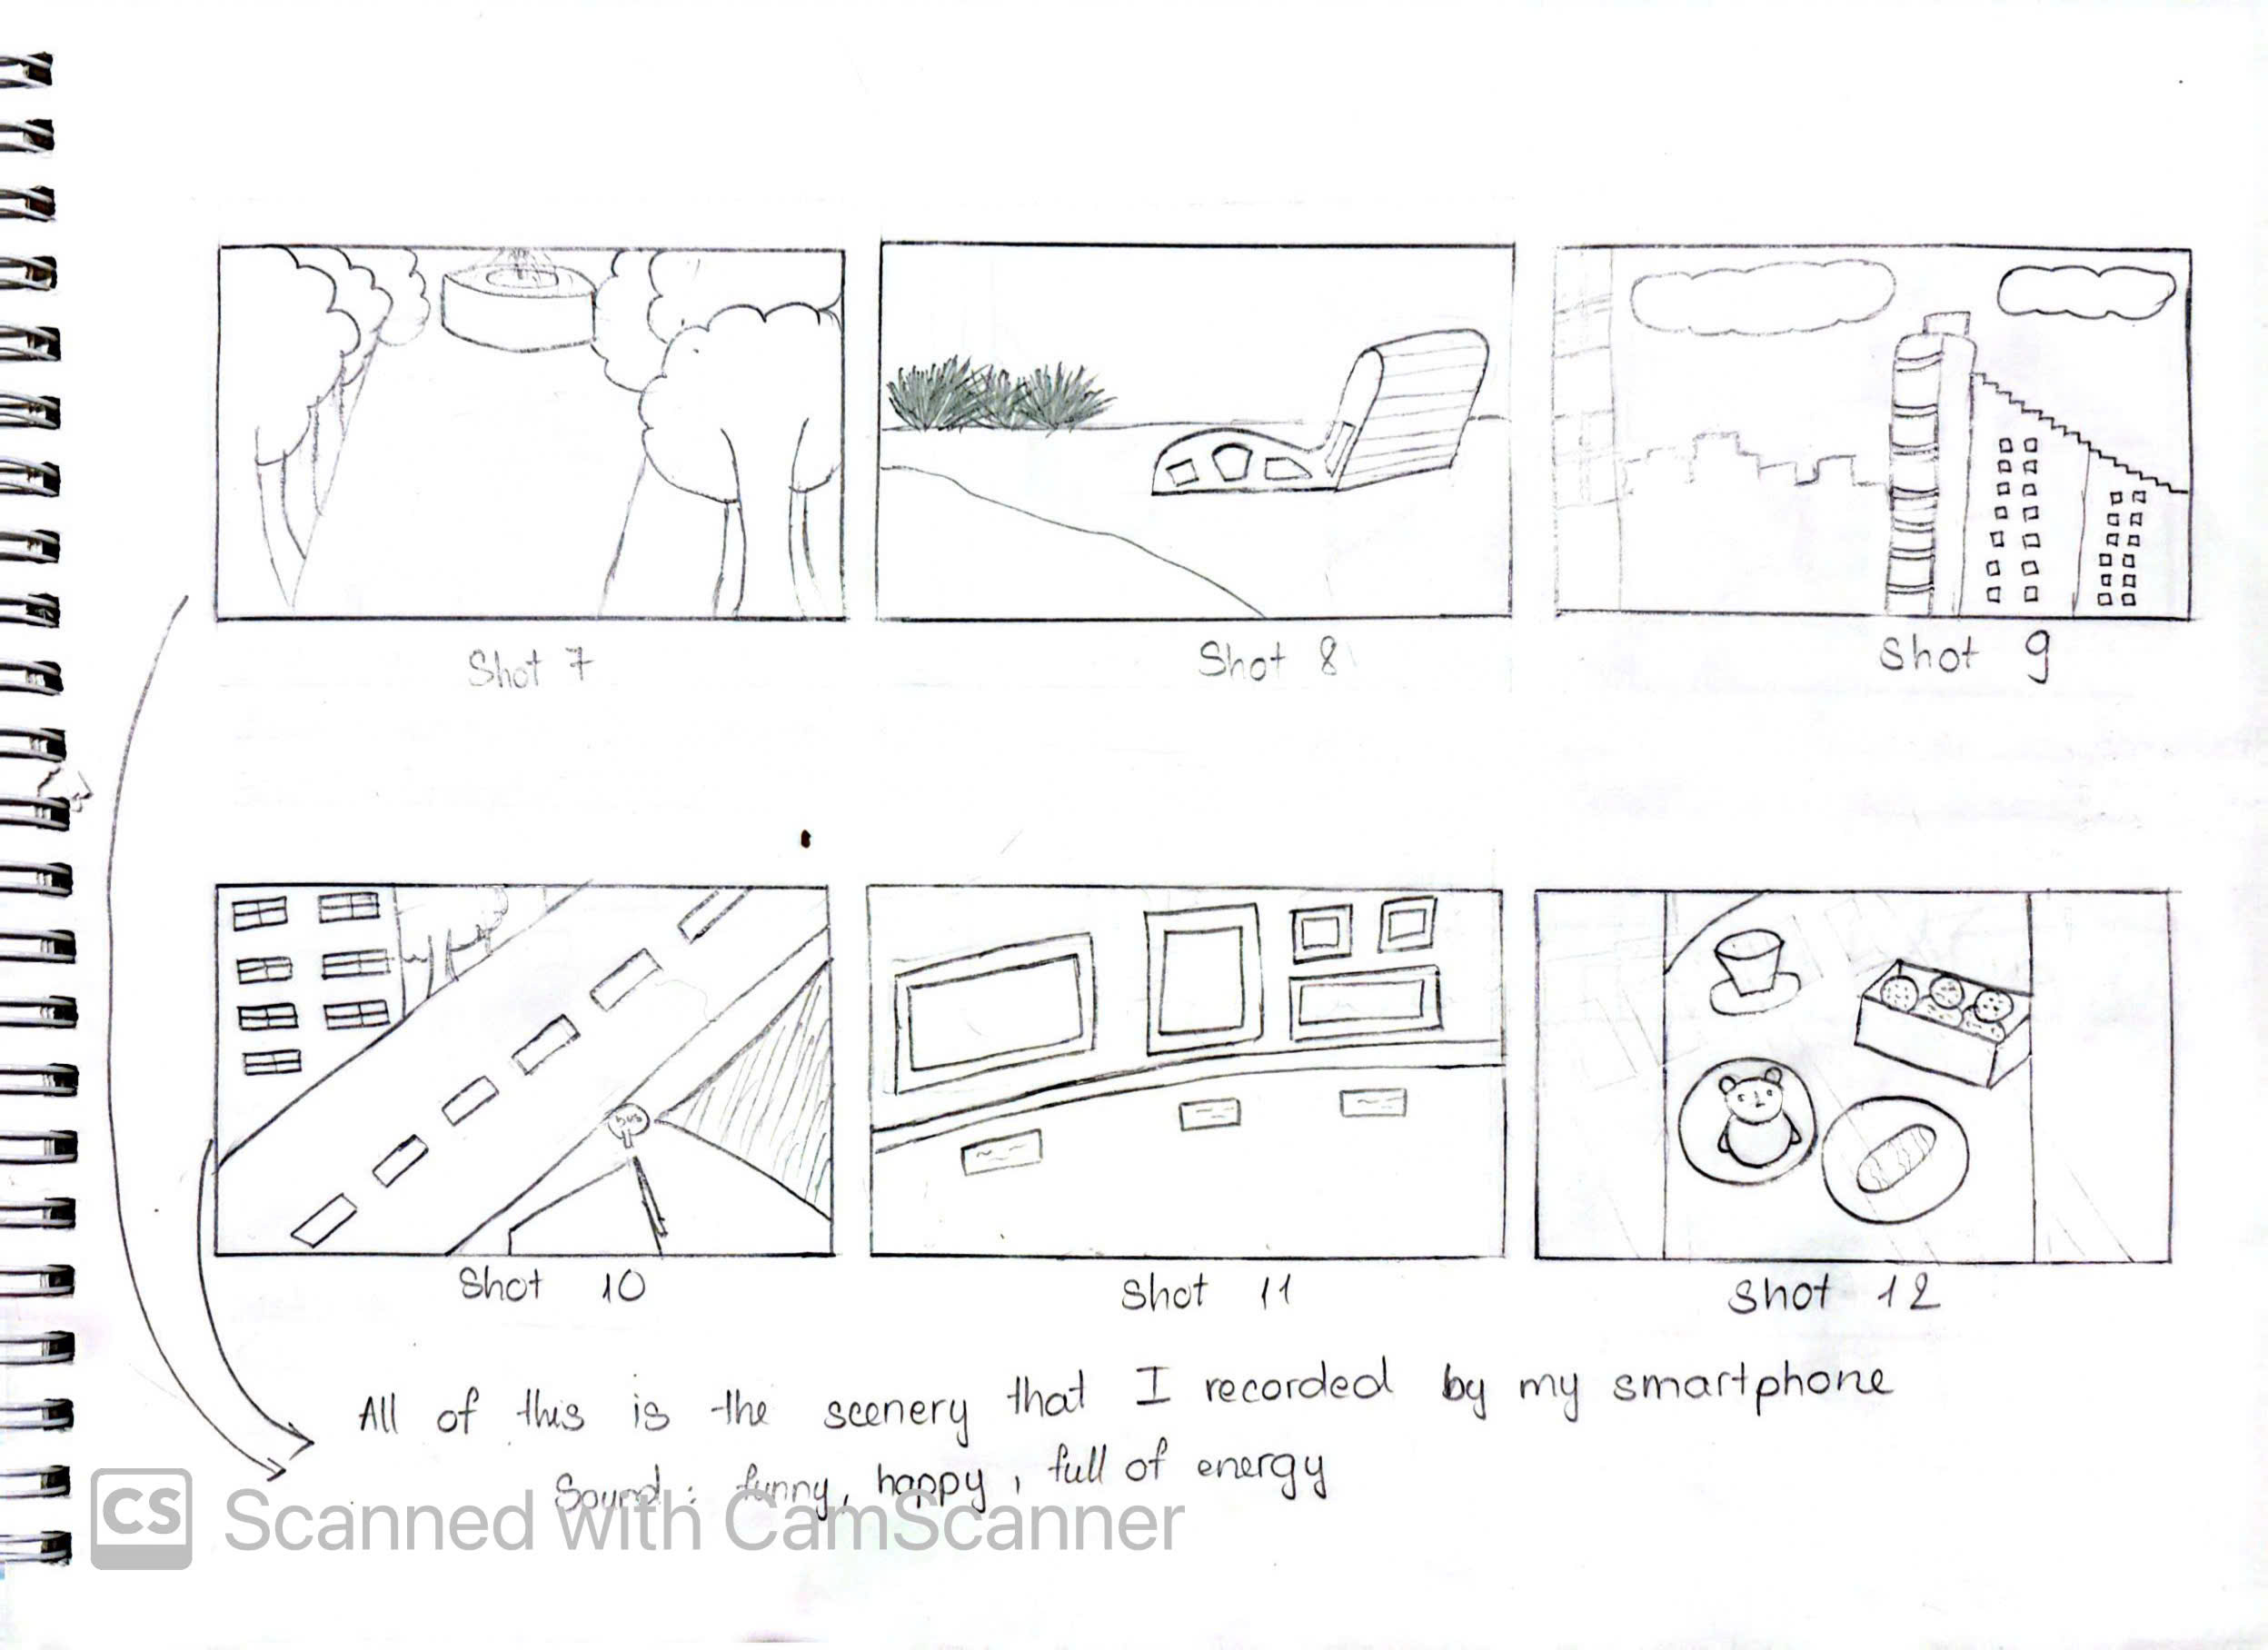 Shot 7
Shot 8
Shot 9
bus
Shot 10
Shot 11
Shot 12
All of this is the scenery that I recorded by my smartphone
Sound : funny, happy, full of energy
CS Scanned with CamScanner